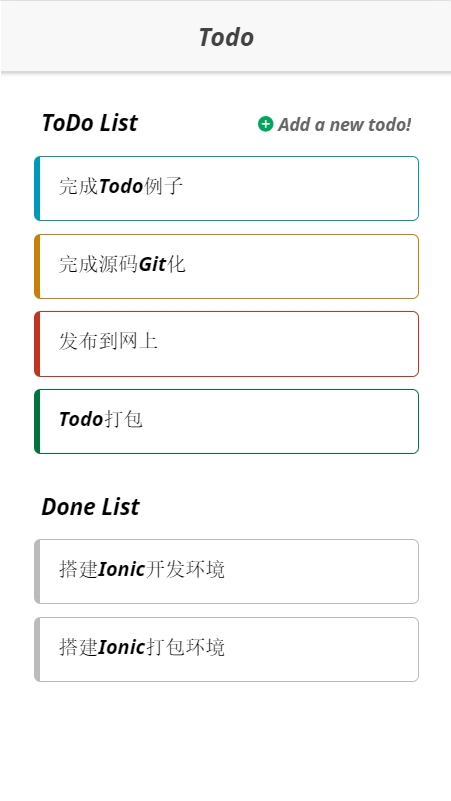 Todo
ToDo List
Add a new todo!
完成Todo例子
完成源码Git化
发布到网上
Todo打包
Done List
搭建Ionic开发环境
搭建Ionic打包环境